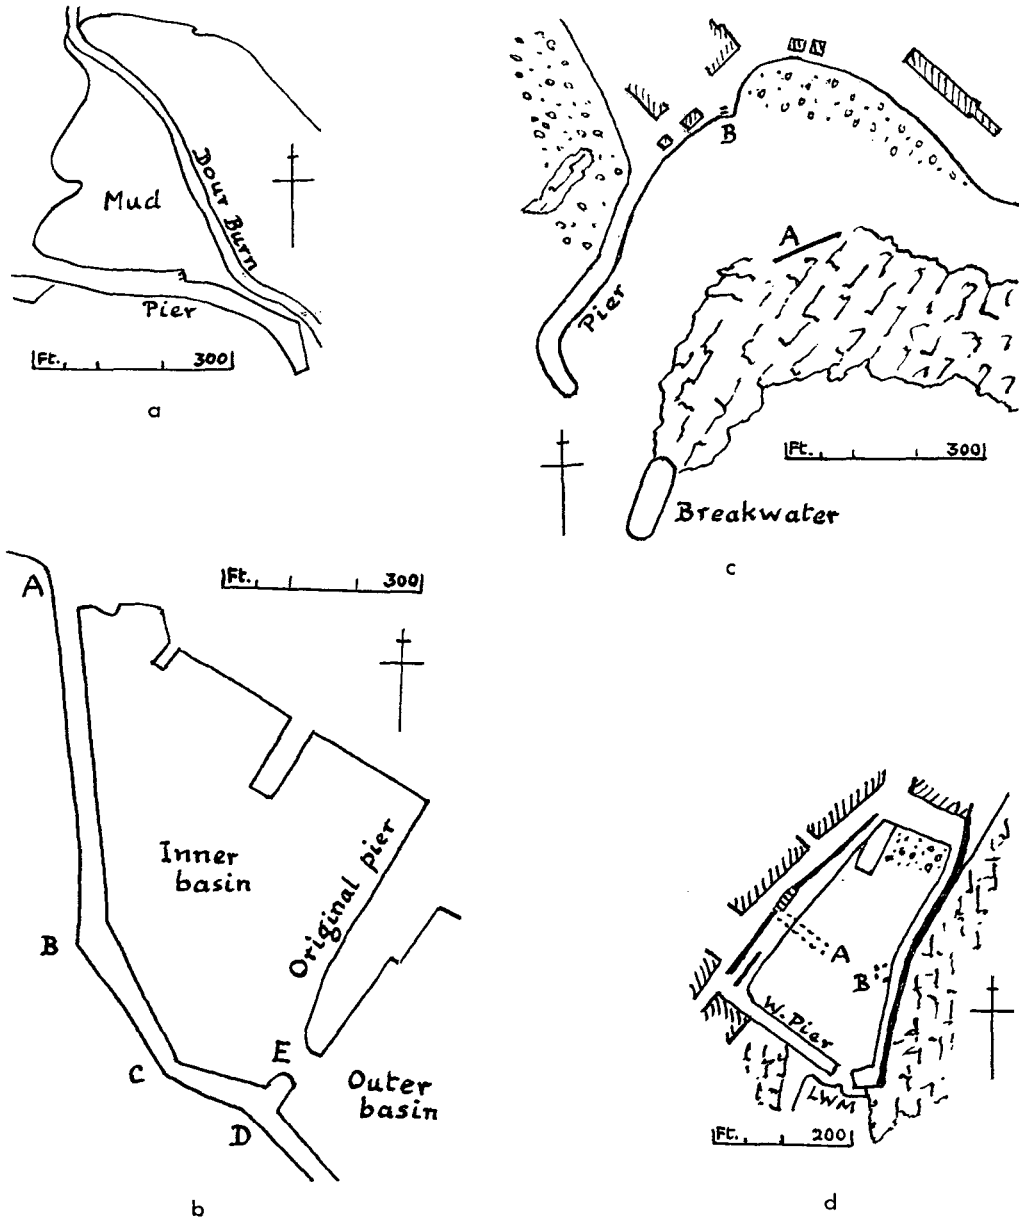 Dour Burn
Mud
Pier
Ft. 300
a
B
A
Pier
Ft. 300
Breakwater
c
Ft. 300
A
Inner
basin
Original pier
B
E
C
Outer
basin
D
b
A
B
W. Pier
LWM
Ft. 200
d